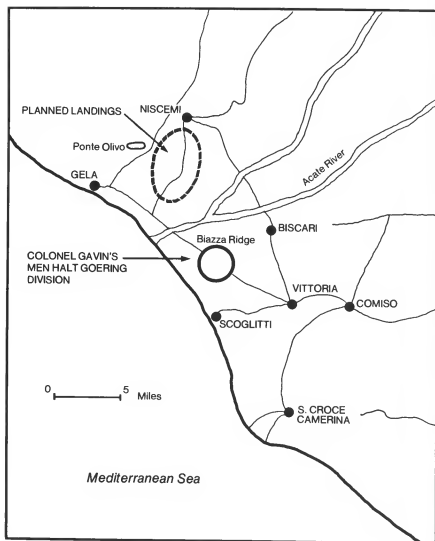 PLANNED LANDINGS
NISCEMI
Ponte Olivo
GELA
Acate River
BISCARI
Biazza Ridge
COLONEL GAVIN'S
MEN HALT GOERING
DIVISION
VITTORIA
COMISO
SCOGLITTI
0 5 Miles
S. CROCE
CAMERINA
Mediterranean Sea